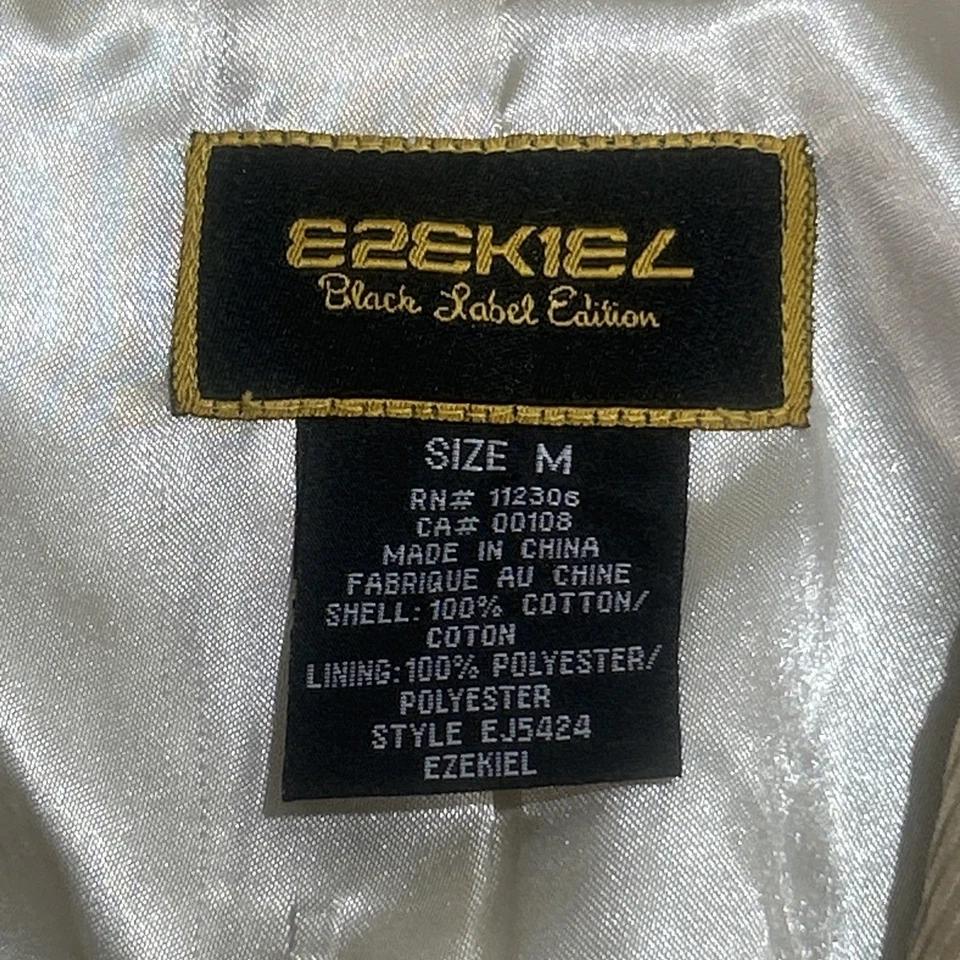 EZEKIEL
Black Label Edition
SIZE M
RN# 112306
CA# 00108
MADE IN CHINA
FABRIQUE AU CHINE
SHELL: 100% COTTON/
COTON
LINING: 100% POLYESTER/
POLYESTER
STYLE EJ5424
EZEKIEL